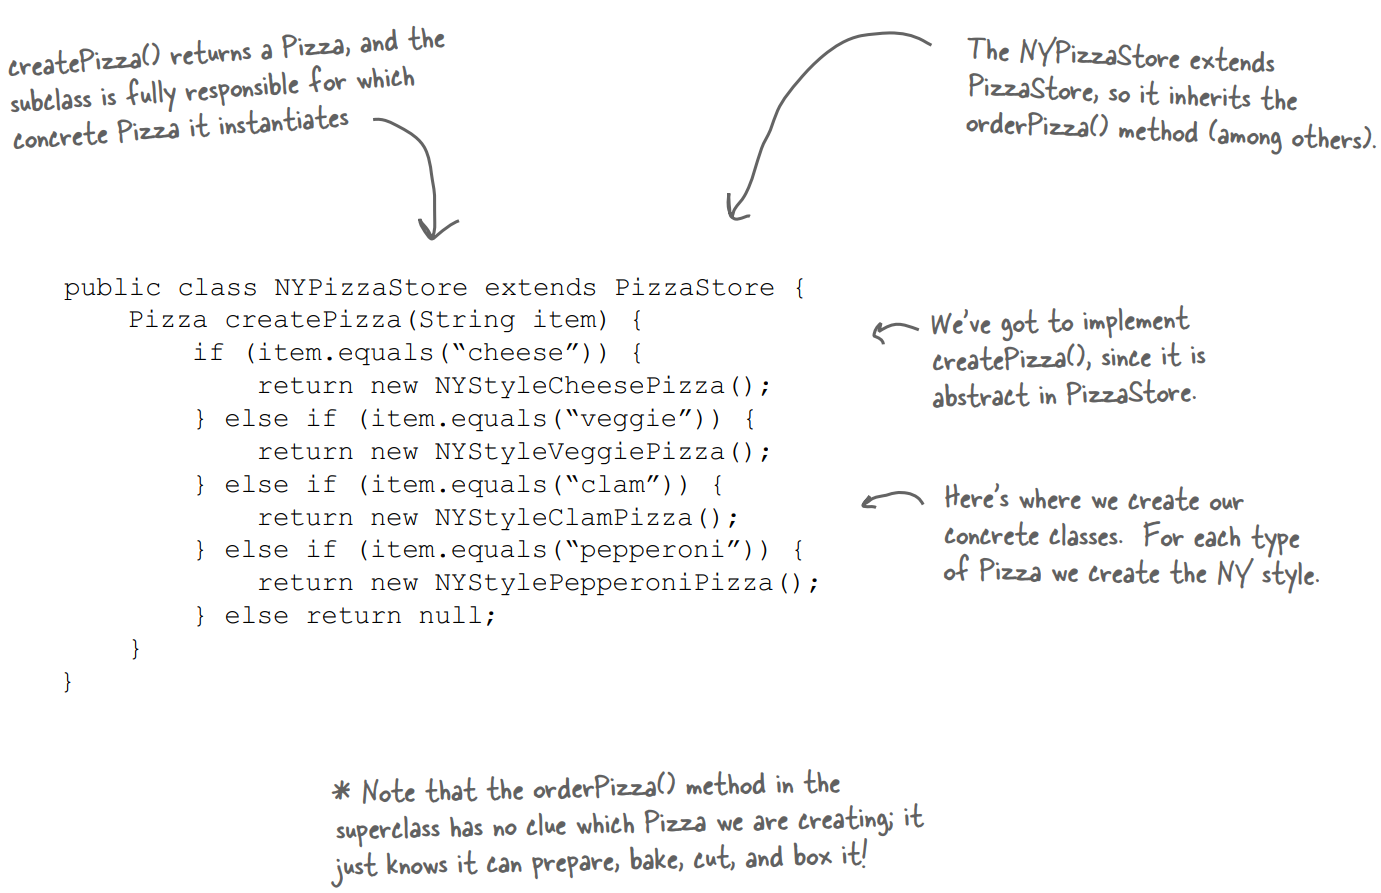 createPizza() returns a Pizza, and the
subclass is fully responsible for which
concrete Pizza it instantiates
The NYPizzaStore extends
PizzaStore, so it inherits the
orderPizza() method (among others).
public class NYPizzaStore extends PizzaStore {
    Pizza createPizza(String item) {
        if (item.equals(“cheese”)) {
            return new NYStyleCheesePizza();
        } else if (item.equals(“veggie”)) {
            return new NYStyleVeggiePizza();
        } else if (item.equals(“clam”)) {
            return new NYStyleClamPizza();
        } else if (item.equals(“pepperoni”)) {
            return new NYStylePepperoniPizza();
        } else return null;
    }
}
We've got to implement
createPizza(), since it is
abstract in PizzaStore.
Here's where we create our
concrete classes. For each type
of Pizza we create the NY style.
* Note that the orderPizza() method in the
superclass has no clue which Pizza we are creating; it
just knows it can prepare, bake, cut, and box it!